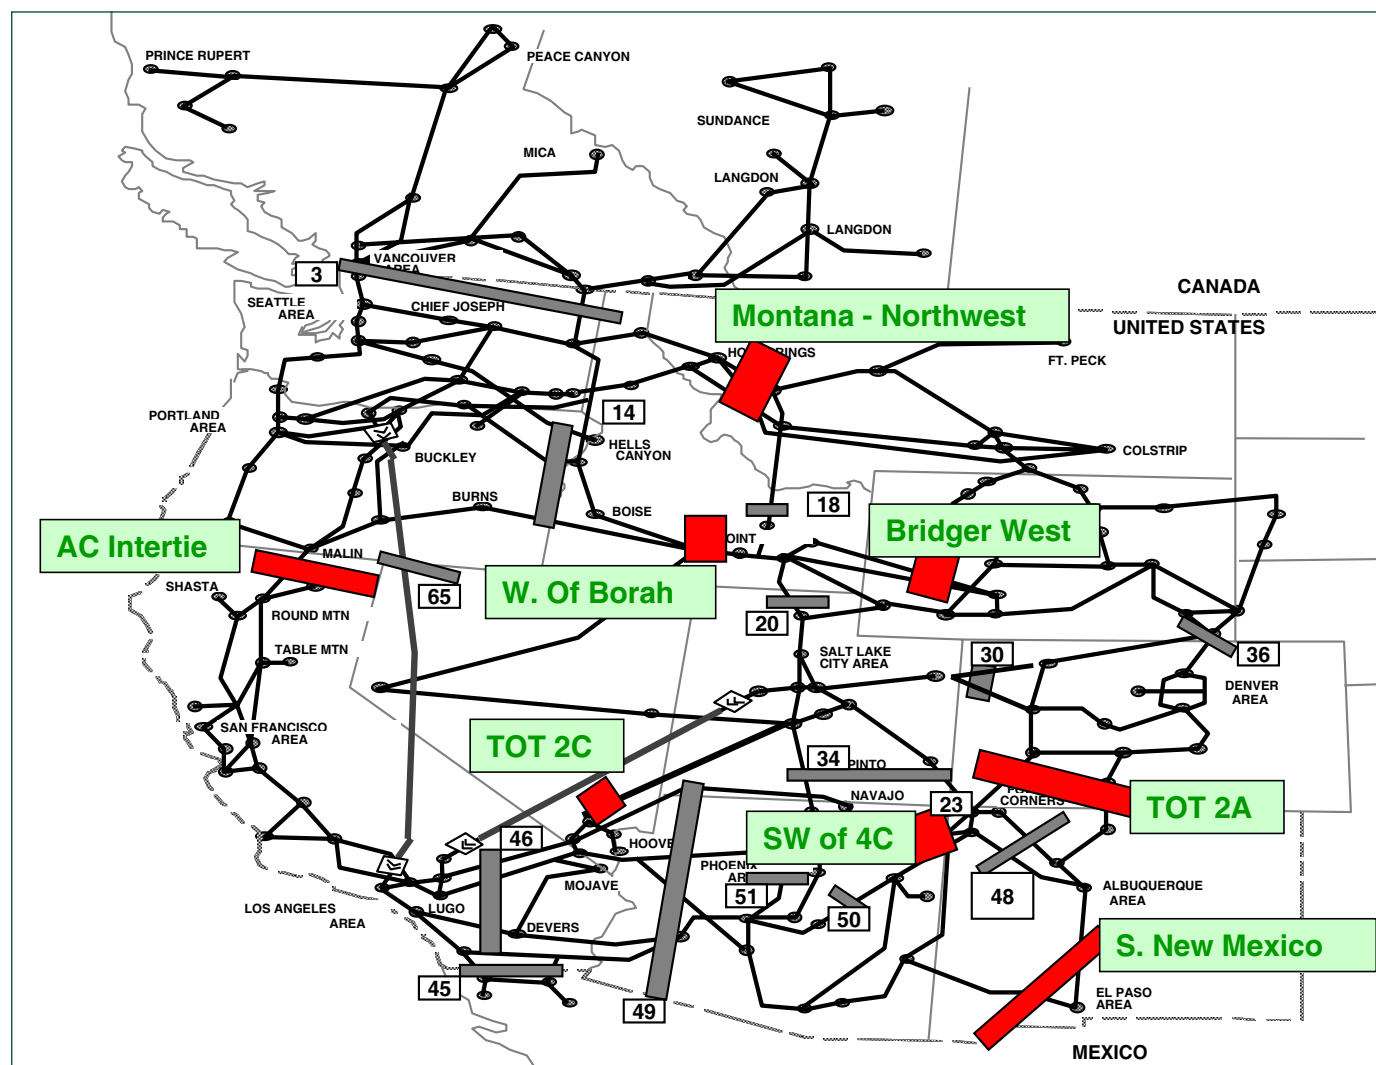 PRINCE RUPERT
PEACE CANYON
SUNDANCE
MICA
LANGDON
LANGDON
3
VANCOUVER
AREA
CANADA
SEATTLE
AREA
CHIEF JOSEPH
Montana - Northwest
UNITED STATES
FT. PECK
14
PORTLAND
AREA
HELLS
CANYON
BUCKLEY
COLSTRIP
BURNS
BOISE
18
Bridger West
AC Intertie
MALIN
SHASTA
65
W. Of Borah
ROUND MTN
20
TABLE MTN
SALT LAKE
CITY AREA
30
36
DENVER
AREA
SAN FRANCISCO
AREA
TOT 2C
34
PINTO
NAVAJO
23
CORNERS
TOT 2A
46
SW of 4C
MOJAVE
PHOENIX
51
48
ALBUQUERQUE
AREA
LOS ANGELES
AREA
LUGO
50
DEVERS
S. New Mexico
45
49
EL PASO
AREA
MEXICO